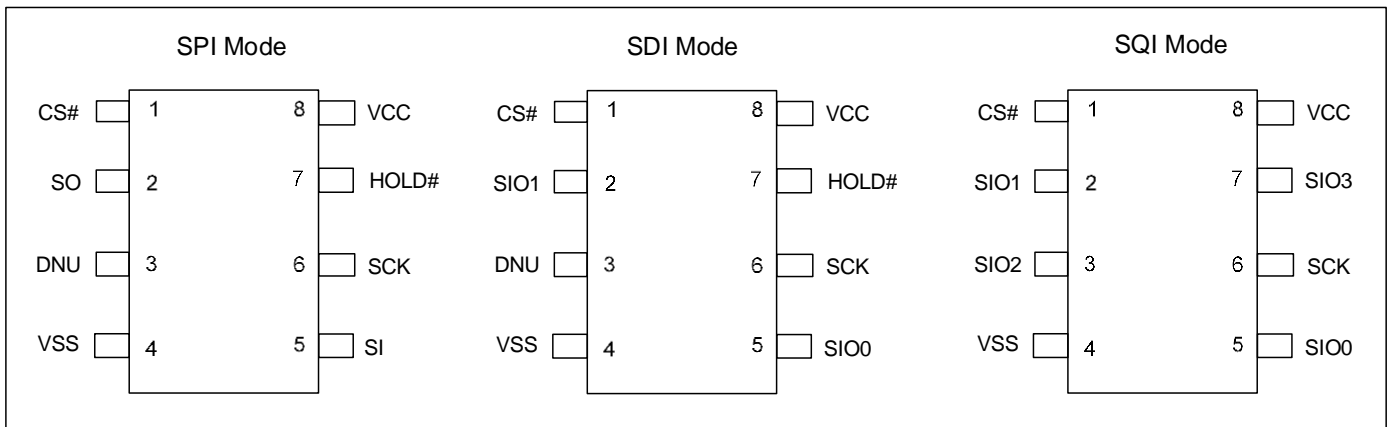 SPI Mode
CS# 1 8 VCC
SO 2 7 HOLD#
DNU 3 6 SCK
VSS 4 5 SI
SDI Mode
CS# 1 8 VCC
SIO1 2 7 HOLD#
DNU 3 6 SCK
VSS 4 5 SIO0
SQI Mode
CS# 1 8 VCC
SIO1 2 7 SIO3
SIO2 3 6 SCK
VSS 4 5 SIO0